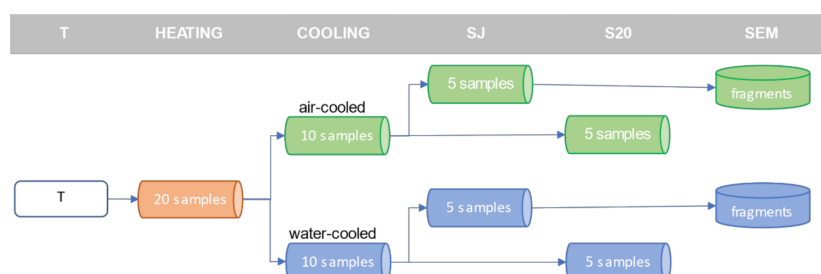 T HEATING COOLING SJ S20 SEM
5 samples
fragments
air-cooled
10 samples
5 samples
T
20 samples
5 samples
fragments
water-cooled
10 samples
5 samples